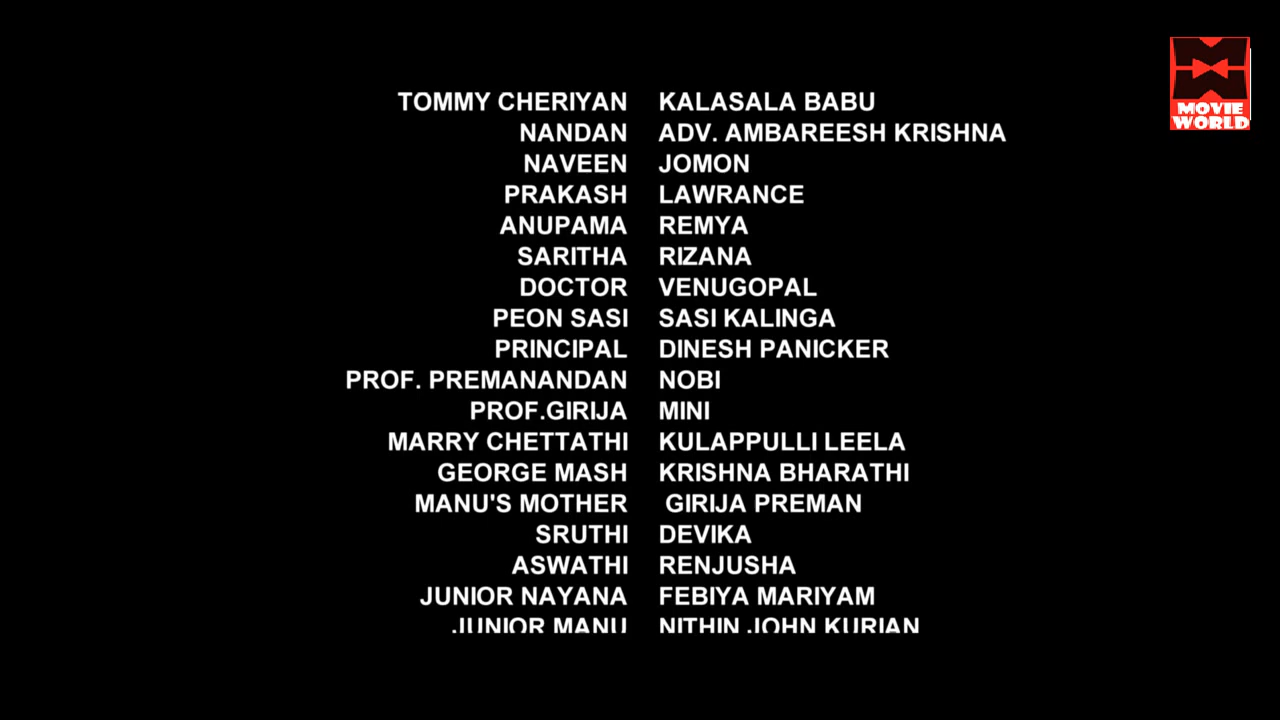 TOMMY CHERIYAN KALASALA BABU
NANDAN ADV. AMBAREESH KRISHNA
NAVEEN JOMON
PRAKASH LAWRANCE
ANUPAMA REMYA
SARITHA RIZANA
DOCTOR VENUGOPAL
PEON SASI SASI KALINGA
PRINCIPAL DINESH PANICKER
PROF. PREMANANDAN NOBI
PROF.GIRIJA MINI
MARRY CHETTATHI KULAPPULLI LEELA
GEORGE MASH KRISHNA BHARATHI
MANU'S MOTHER GIRIJA PREMAN
SRUTHI DEVIKA
ASWATHI RENJUSHA
JUNIOR NAYANA FEBIYA MARIYAM
JUNIOR MANU NITHIN JOHN KURIAN
MOVIE
WORLD